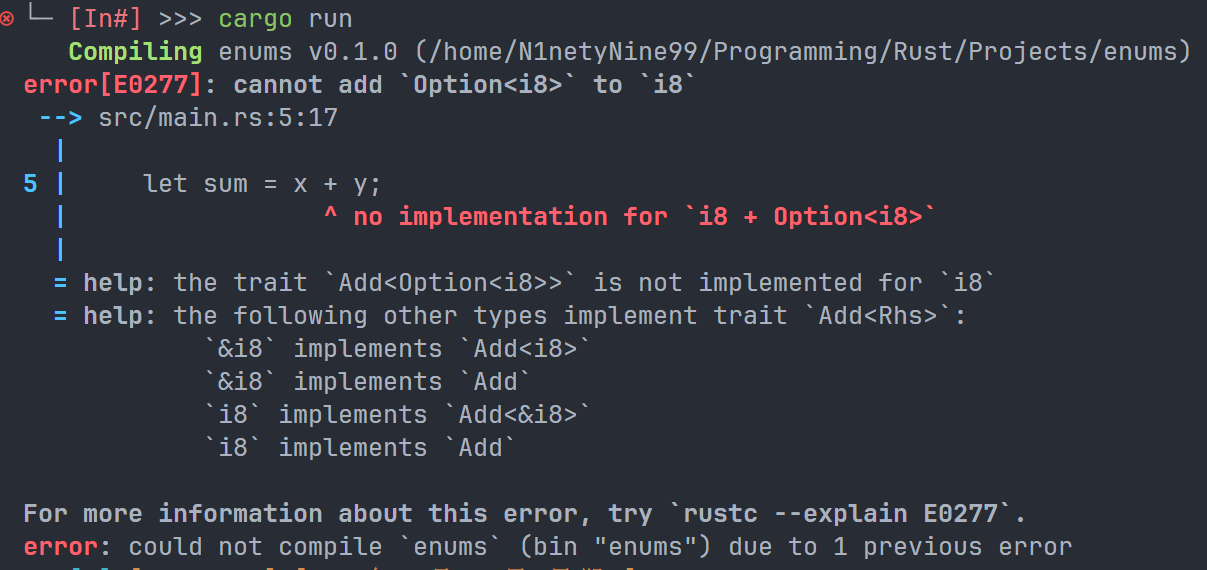 └─ [In#] >>> cargo run
   Compiling enums v0.1.0 (/home/N1netyNine99/Programming/Rust/Projects/enums)
error[E0277]: cannot add `Option<i8>` to `i8`
 --> src/main.rs:5:17
  |
5 |     let sum = x + y;
  |                 ^ no implementation for `i8 + Option<i8>`
  |
  = help: the trait `Add<Option<i8>>` is not implemented for `i8`
  = help: the following other types implement trait `Add<Rhs>`:
            `&i8` implements `Add<i8>`
            `&i8` implements `Add`
            `i8` implements `Add<&i8>`
            `i8` implements `Add`

For more information about this error, try `rustc --explain E0277`.
error: could not compile `enums` (bin "enums") due to 1 previous error